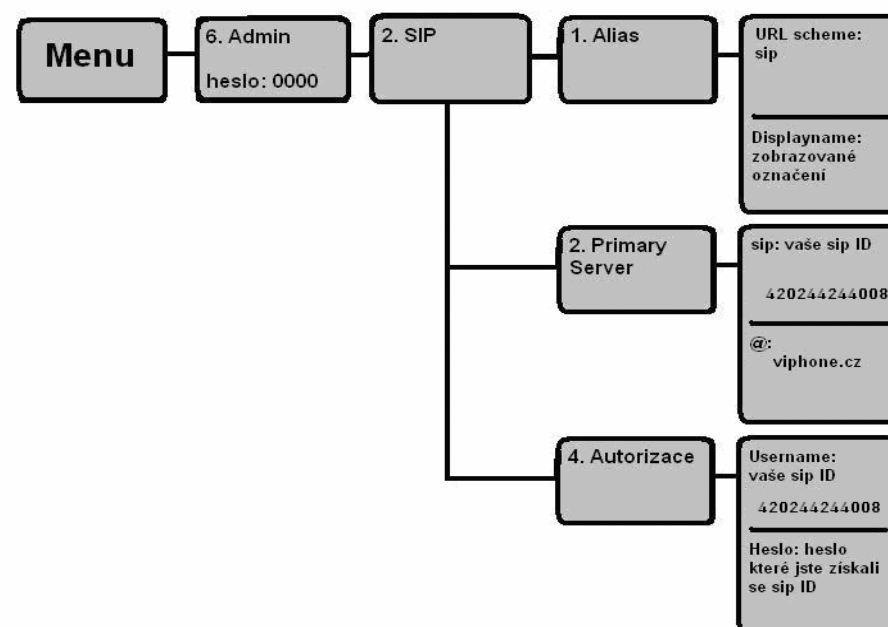 Menu
6. Admin
heslo: 0000
2. SIP
1. Alias
URL scheme:
sip
Displayname:
zobrazované
označení
2. Primary
Server
sip: vaše sip ID
420244244008
@:
viphone.cz
4. Autorizace
Username:
vaše sip ID
420244244008
Heslo: heslo
které jste získali
se sip ID